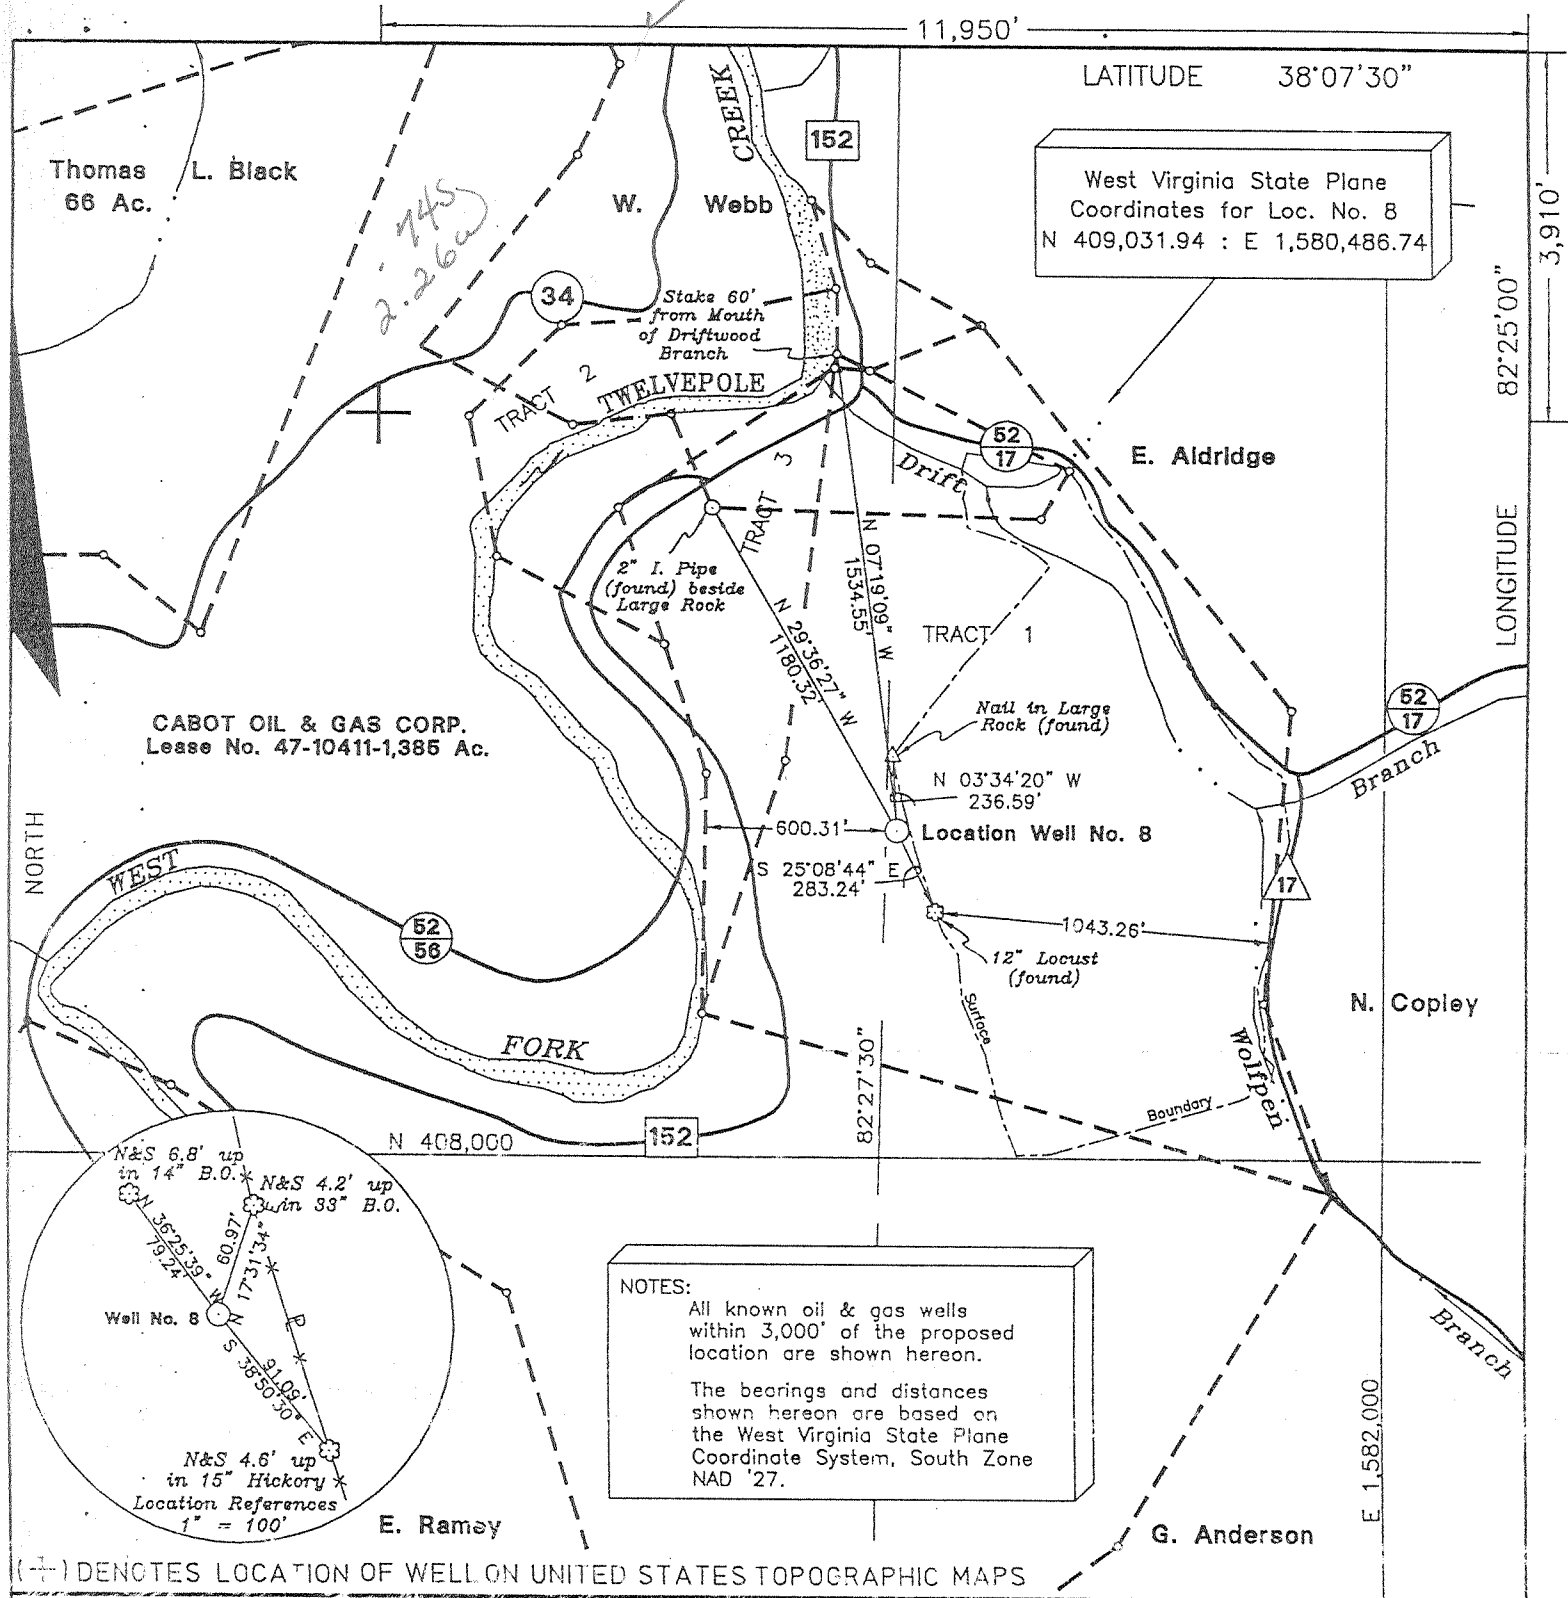 11,950'
LATITUDE 38°07'30"
3,910'
82°25'00"
LONGITUDE
West Virginia State Plane
Coordinates for Loc. No. 8
N 409,031.94 : E 1,580,486.74
CREEK
152
Thomas L. Black
66 Ac.
745
2.26w
W. Webb
34
Stake 60'
from Mouth
of Driftwood
Branch
TRACT 2
TWELVEPOLE
52
17
E. Aldridge
Drift
TRACT 3
2" I. Pipe
(found) beside
Large Rock
N 07°19'09" W
1534.55'
N 29°36'27" W
1180.32'
TRACT 1
CABOT OIL & GAS CORP.
Lease No. 47-10411-1,385 Ac.
Nail in Large
Rock (found)
52
17
Branch
N 03°34'20" W
236.59'
600.31'
Location Well No. 8
S 25°08'44" E
283.24'
NORTH
WEST
17
52
56
1043.26'
12" Locust
(found)
Surface
N. Copley
FORK
82°27'30"
Wolfpen
Boundary
N 408,000
152
N&S 6.8' up
in 14" B.O.
N&S 4.2' up
in 33" B.O.
N 36°25'39" W
79.24'
60.97'
N 17°31'34" E
Well No. 8
91.09'
S 38°50'30" E
N&S 4.6' up
in 15" Hickory
Location References
1" = 100'
NOTES:
All known oil & gas wells
within 3,000' of the proposed
location are shown hereon.
The bearings and distances
shown hereon are based on
the West Virginia State Plane
Coordinate System, South Zone
NAD '27.
Branch
E 1,582,000
E. Ramey
G. Anderson
(+) DENOTES LOCATION OF WELL ON UNITED STATES TOPOGRAPHIC MAPS